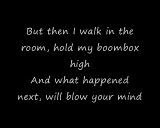 But then I walk in the
room, hold my boombox
high
And what happened
next, will blow your mind